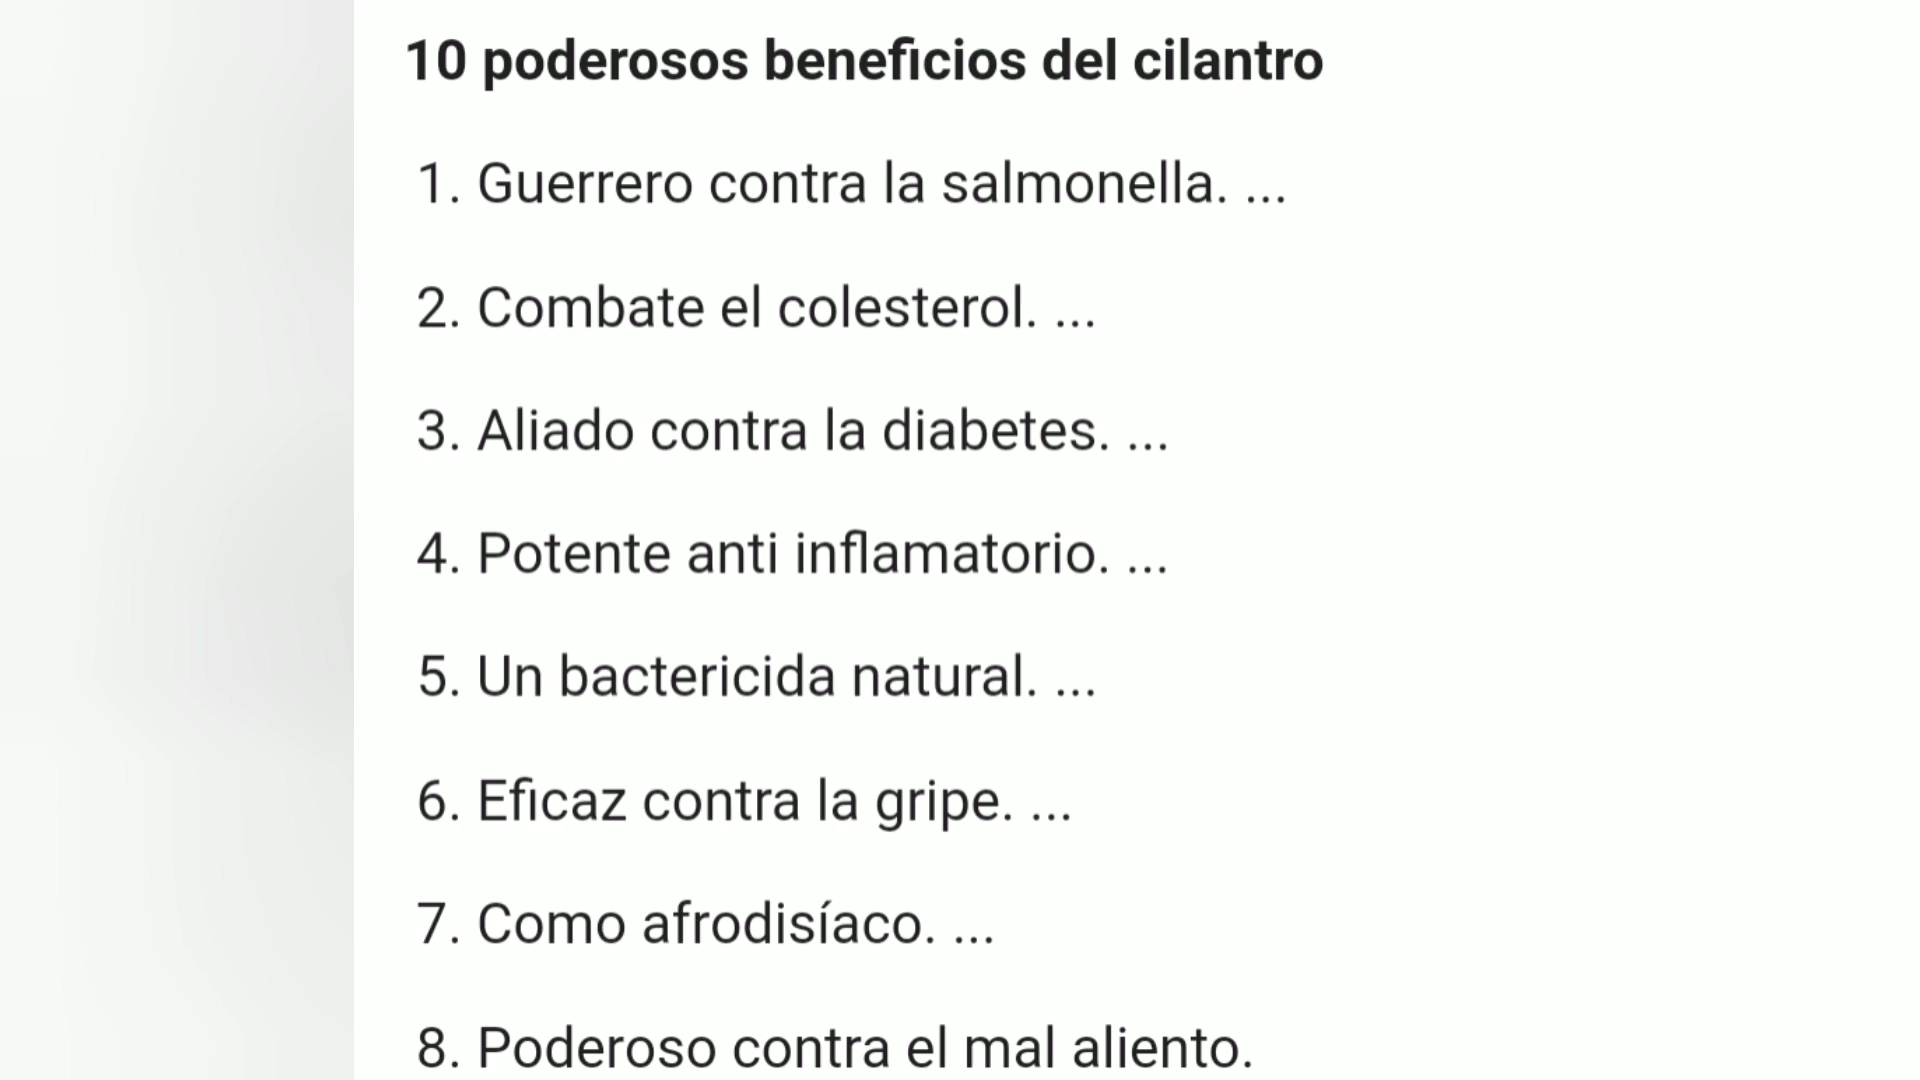 10 poderosos beneficios del cilantro
1. Guerrero contra la salmonella. ...
2. Combate el colesterol. ...
3. Aliado contra la diabetes. ...
4. Potente anti inflamatorio. ...
5. Un bactericida natural. ...
6. Eficaz contra la gripe. ...
7. Como afrodisíaco. ...
8. Poderoso contra el mal aliento.